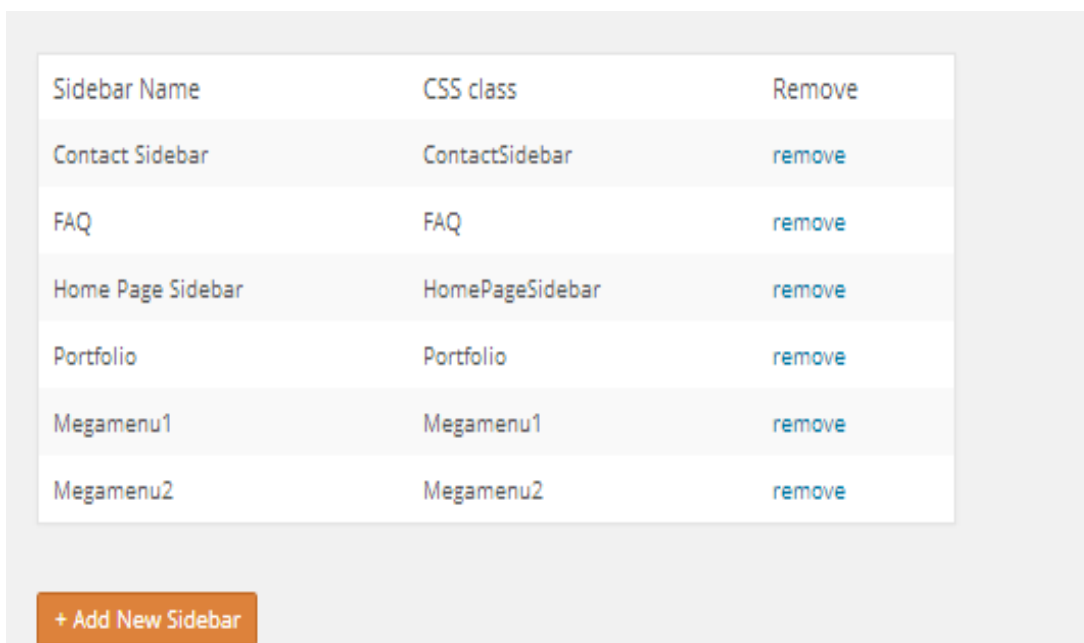 Sidebar Name CSS class Remove
Contact Sidebar ContactSidebar remove
FAQ FAQ remove
Home Page Sidebar HomePageSidebar remove
Portfolio Portfolio remove
Megamenu1 Megamenu1 remove
Megamenu2 Megamenu2 remove
+ Add New Sidebar